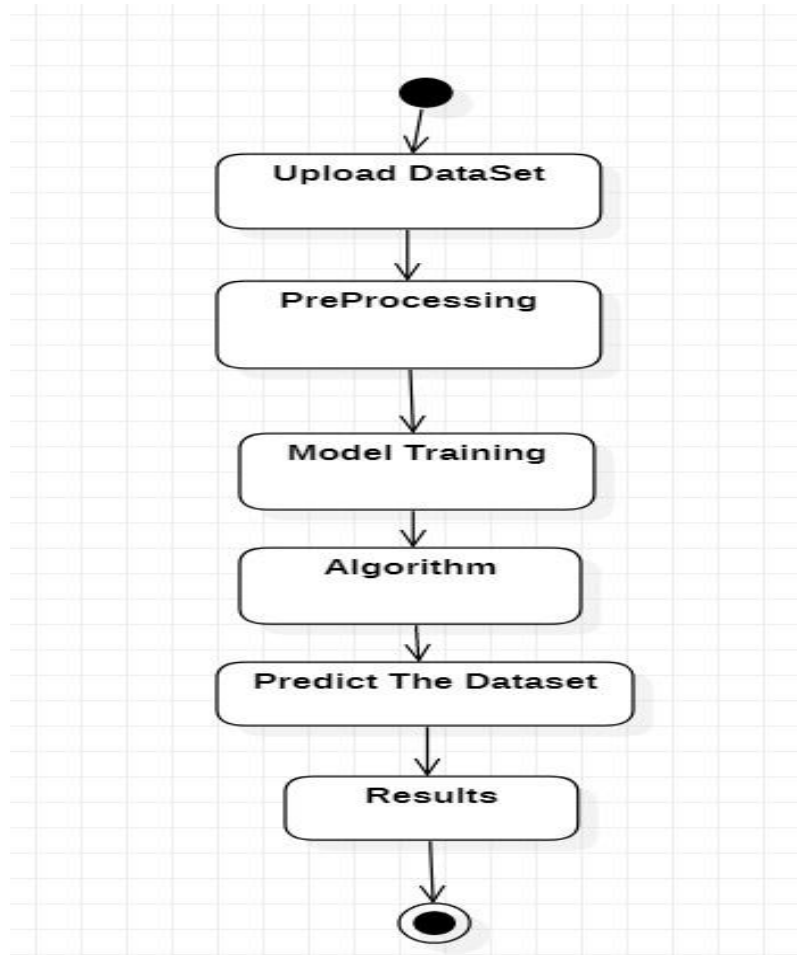 Upload DataSet
PreProcessing
Model Training
Algorithm
Predict The Dataset
Results